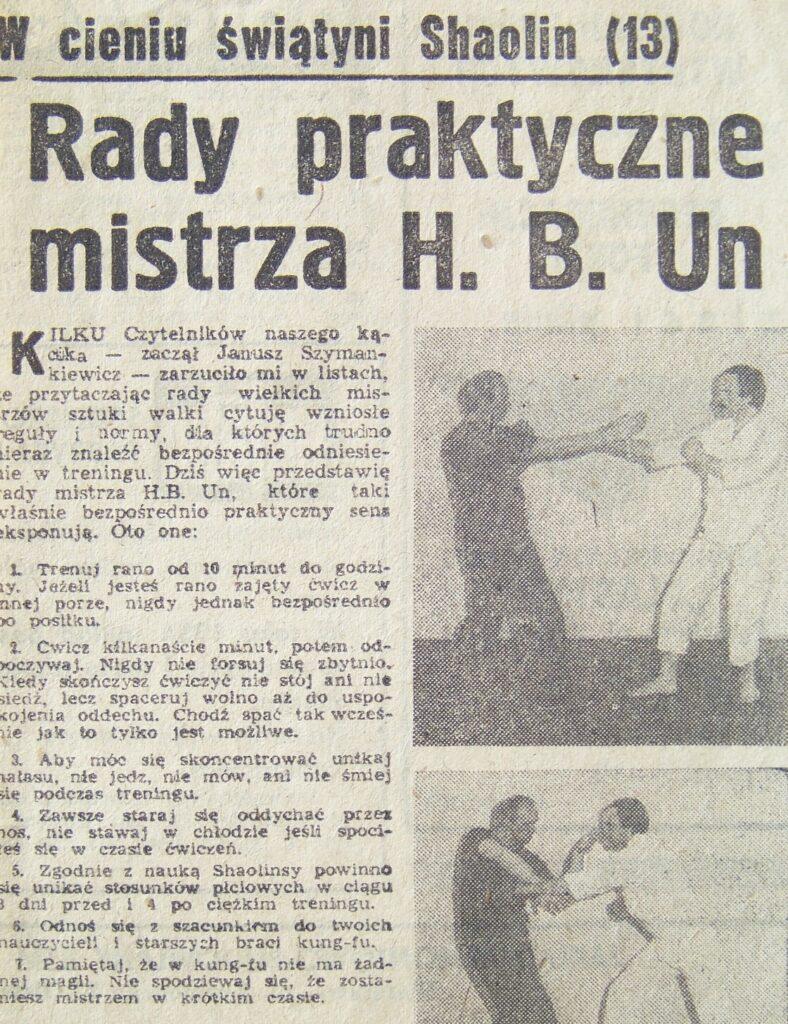 W cieniu świątyni Shaolin (13)
Rady praktyczne
mistrza H. B. Un
KILKU Czytelników naszego ką-
cika — zaczął Janusz Szyman-
kiewicz — zarzuciło mi w listach,
że przytaczając rady wielkich mis-
trzów sztuki walki cytuję wzniosłe
reguły i normy, dla których trudno
nieraz znaleźć bezpośrednie odniesie-
nie w treningu. Dziś więc przedstawię
rady mistrza H.B. Un, które taki
właśnie bezpośrednio praktyczny sens
eksponują. Oto one:
1. Trenuj rano od 10 minut do godzi-
ny. Jeżeli jesteś rano zajęty ćwicz w
innej porze, nigdy jednak bezpośrednio
po posiłku.
2. Ćwicz kilkanaście minut, potem od-
poczywaj. Nigdy nie forsuj się zbytnio.
Kiedy skończysz ćwiczyć nie stój ani nie
siedź, lecz spaceruj wolno aż do uspo-
kojenia oddechu. Chodź spać tak wcześ-
nie jak to tylko jest możliwe.
3. Aby móc się skoncentrować unikaj
hałasu, nie jedz, nie mów, ani nie śmiej
się podczas treningu.
4. Zawsze staraj się oddychać przez
nos, nie stawaj w chłodzie jeśli spoci-
łeś się w czasie ćwiczeń.
5. Zgodnie z nauką Shaolinsy powinno
się unikać stosunków płciowych w ciągu
3 dni przed i 4 po ciężkim treningu.
6. Odnoś się z szacunkiem do twoich
nauczycieli i starszych braci kung-fu.
7. Pamiętaj, że w kung-fu nie ma żad-
nej magii. Nie spodziewaj się, że zosta-
niesz mistrzem w krótkim czasie.